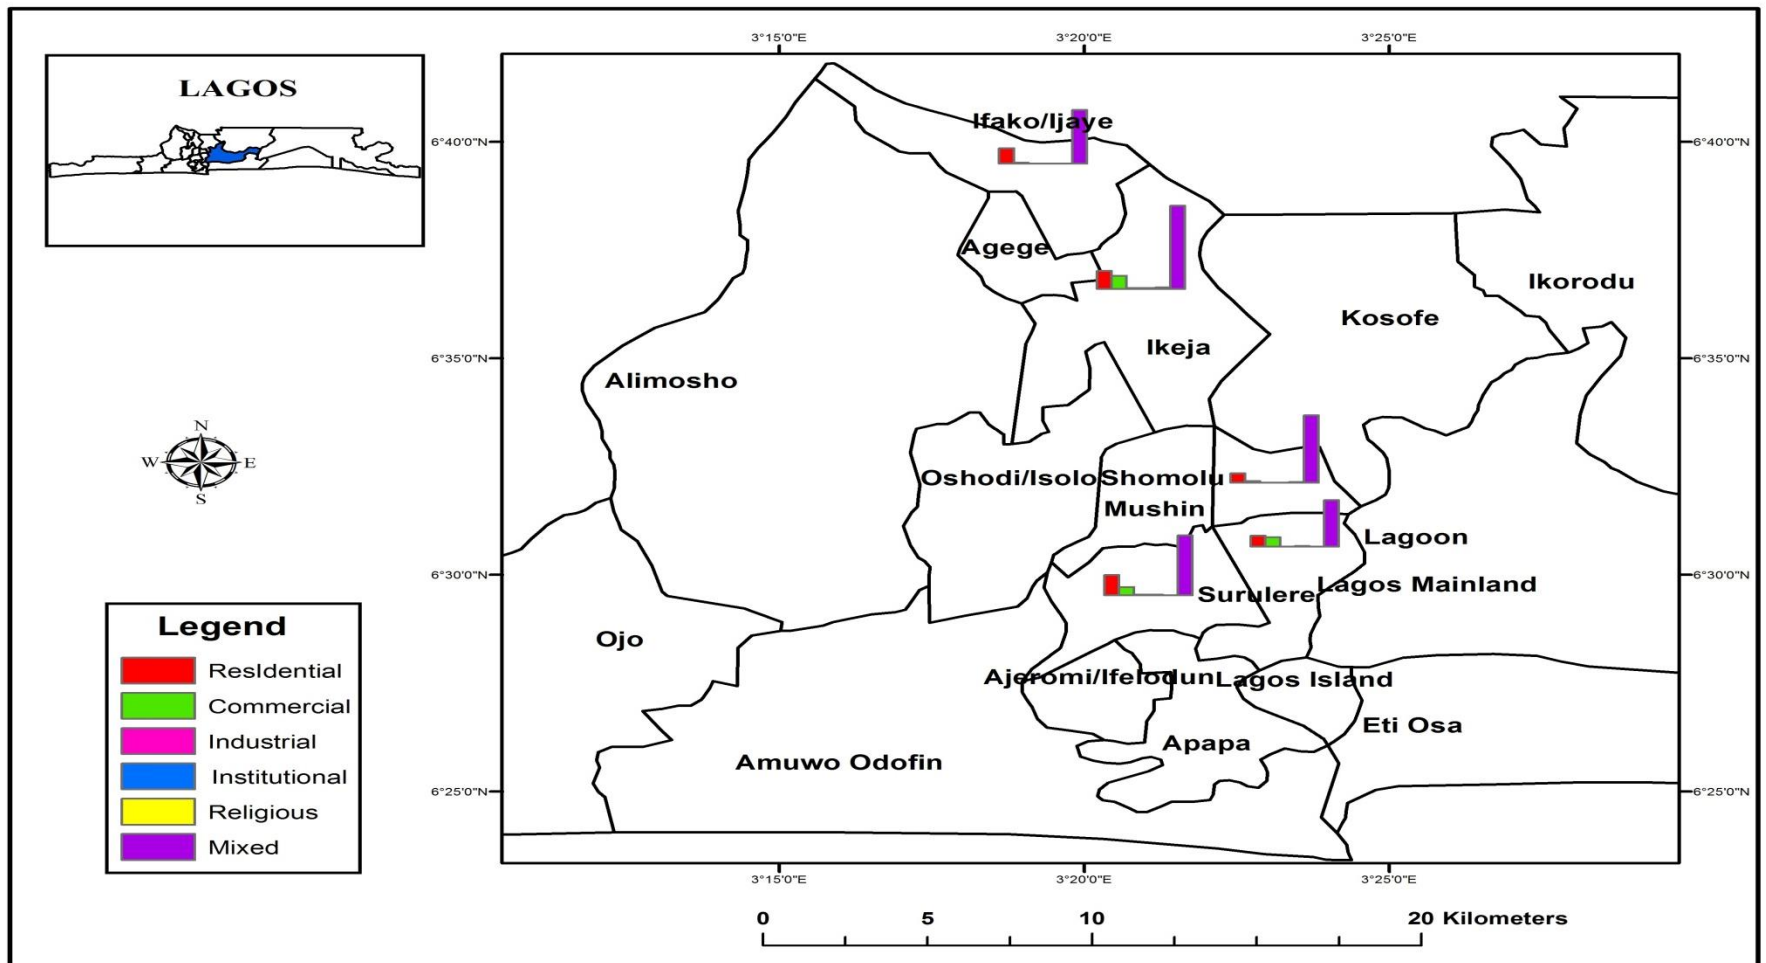 3°15'0"E 3°20'0"E 3°25'0"E
LAGOS
Ifako/Ijaye
6°40'0"N 6°40'0"N
Agege
Ikorodu
Kosofe
Ikeja
6°35'0"N 6°35'0"N
Alimosho
N
W E
S
Oshodi/Isolo Shomolu
Mushin
Lagoon
6°30'0"N 6°30'0"N
Surulere Lagos Mainland
Legend
ResIdential
Commercial
Industrial
Institutional
Religious
Mixed
Ojo
Ajeromi/Ifelodun Lagos Island
Eti Osa
Apapa
Amuwo Odofin
6°25'0"N 6°25'0"N
3°15'0"E 3°20'0"E 3°25'0"E
0 5 10 20 Kilometers